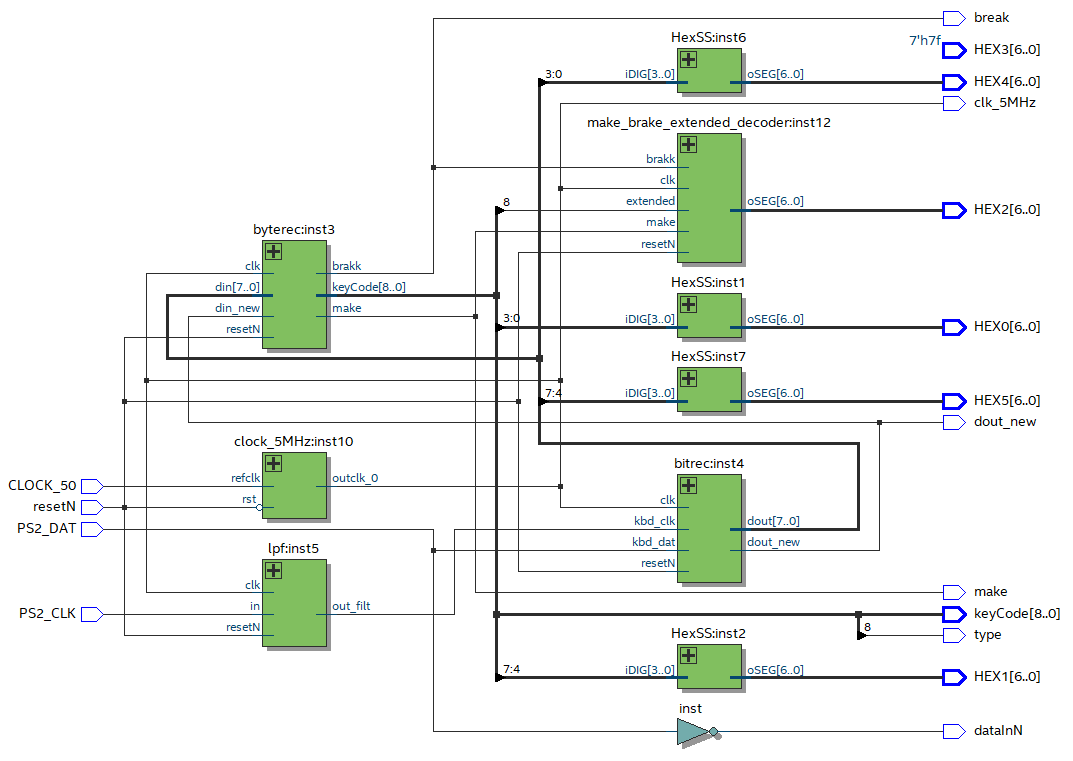 break
HexSS:inst6
7'h7f
HEX3[6..0]
3:0
iDIG[3..0]
oSEG[6..0]
HEX4[6..0]
clk_5MHz
make_brake_extended_decoder:inst12
brakk
clk
8
extended
oSEG[6..0]
HEX2[6..0]
make
resetN
byterec:inst3
clk
brakk
din[7..0]
keyCode[8..0]
din_new
make
resetN
HexSS:inst1
3:0
iDIG[3..0]
oSEG[6..0]
HEX0[6..0]
HexSS:inst7
7:4
iDIG[3..0]
oSEG[6..0]
HEX5[6..0]
dout_new
clock_5MHz:inst10
CLOCK_50
refclk
outclk_0
resetN
rst
PS2_DAT
bitrec:inst4
clk
kbd_clk
dout[7..0]
kbd_dat
dout_new
resetN
lpf:inst5
clk
PS2_CLK
in
out_filt
resetN
make
keyCode[8..0]
8
type
HexSS:inst2
7:4
iDIG[3..0]
oSEG[6..0]
HEX1[6..0]
inst
dataInN